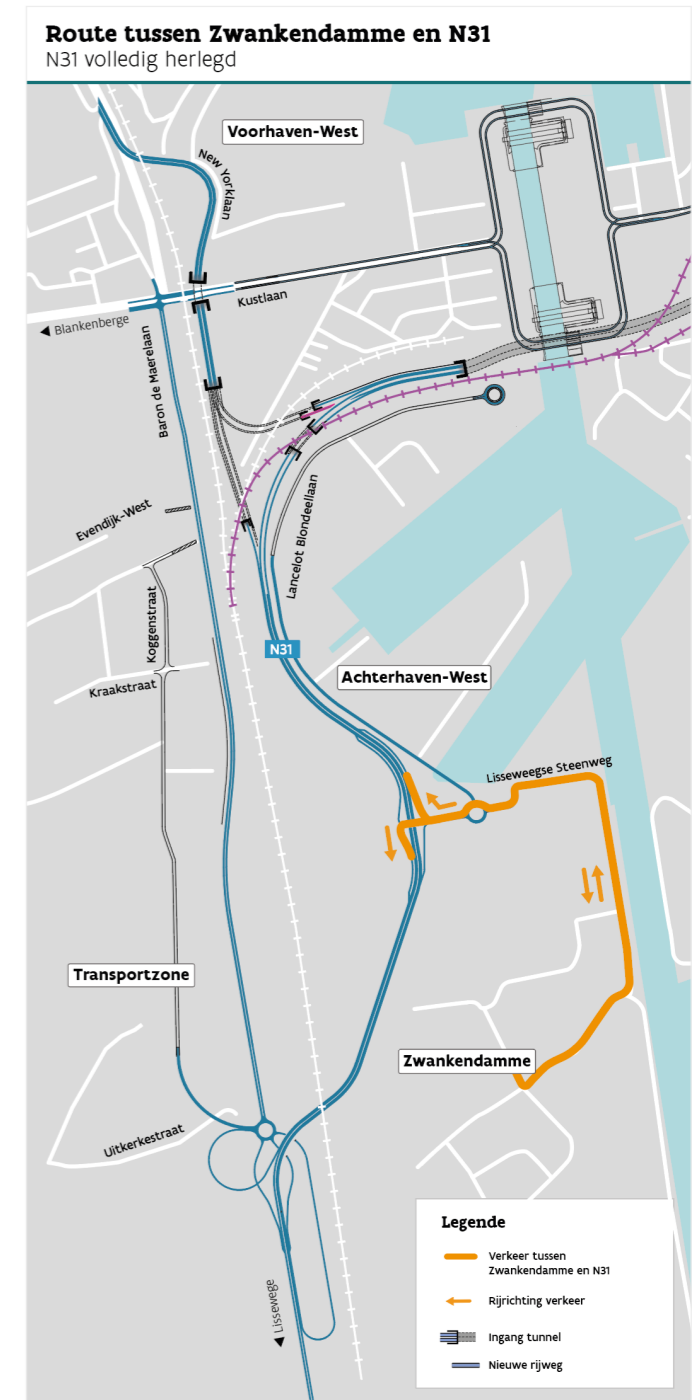 Route tussen Zwankendamme en N31
N31 volledig herlegd
Voorhaven-West
New Yorklaan
Kustlaan
◀ Blankenberge
Baron de Maerelaan
Evendijk-West
Lancelot Blondeellaan
Koggenstraat
N31
Kraakstraat
Achterhaven-West
Lisseweegse Steenweg
Transportzone
Zwankendamme
Uitkerkestraat
◀ Lissewege
Legende
Verkeer tussen
Zwankendamme en N31
Rijrichting verkeer
Ingang tunnel
Nieuwe rijweg